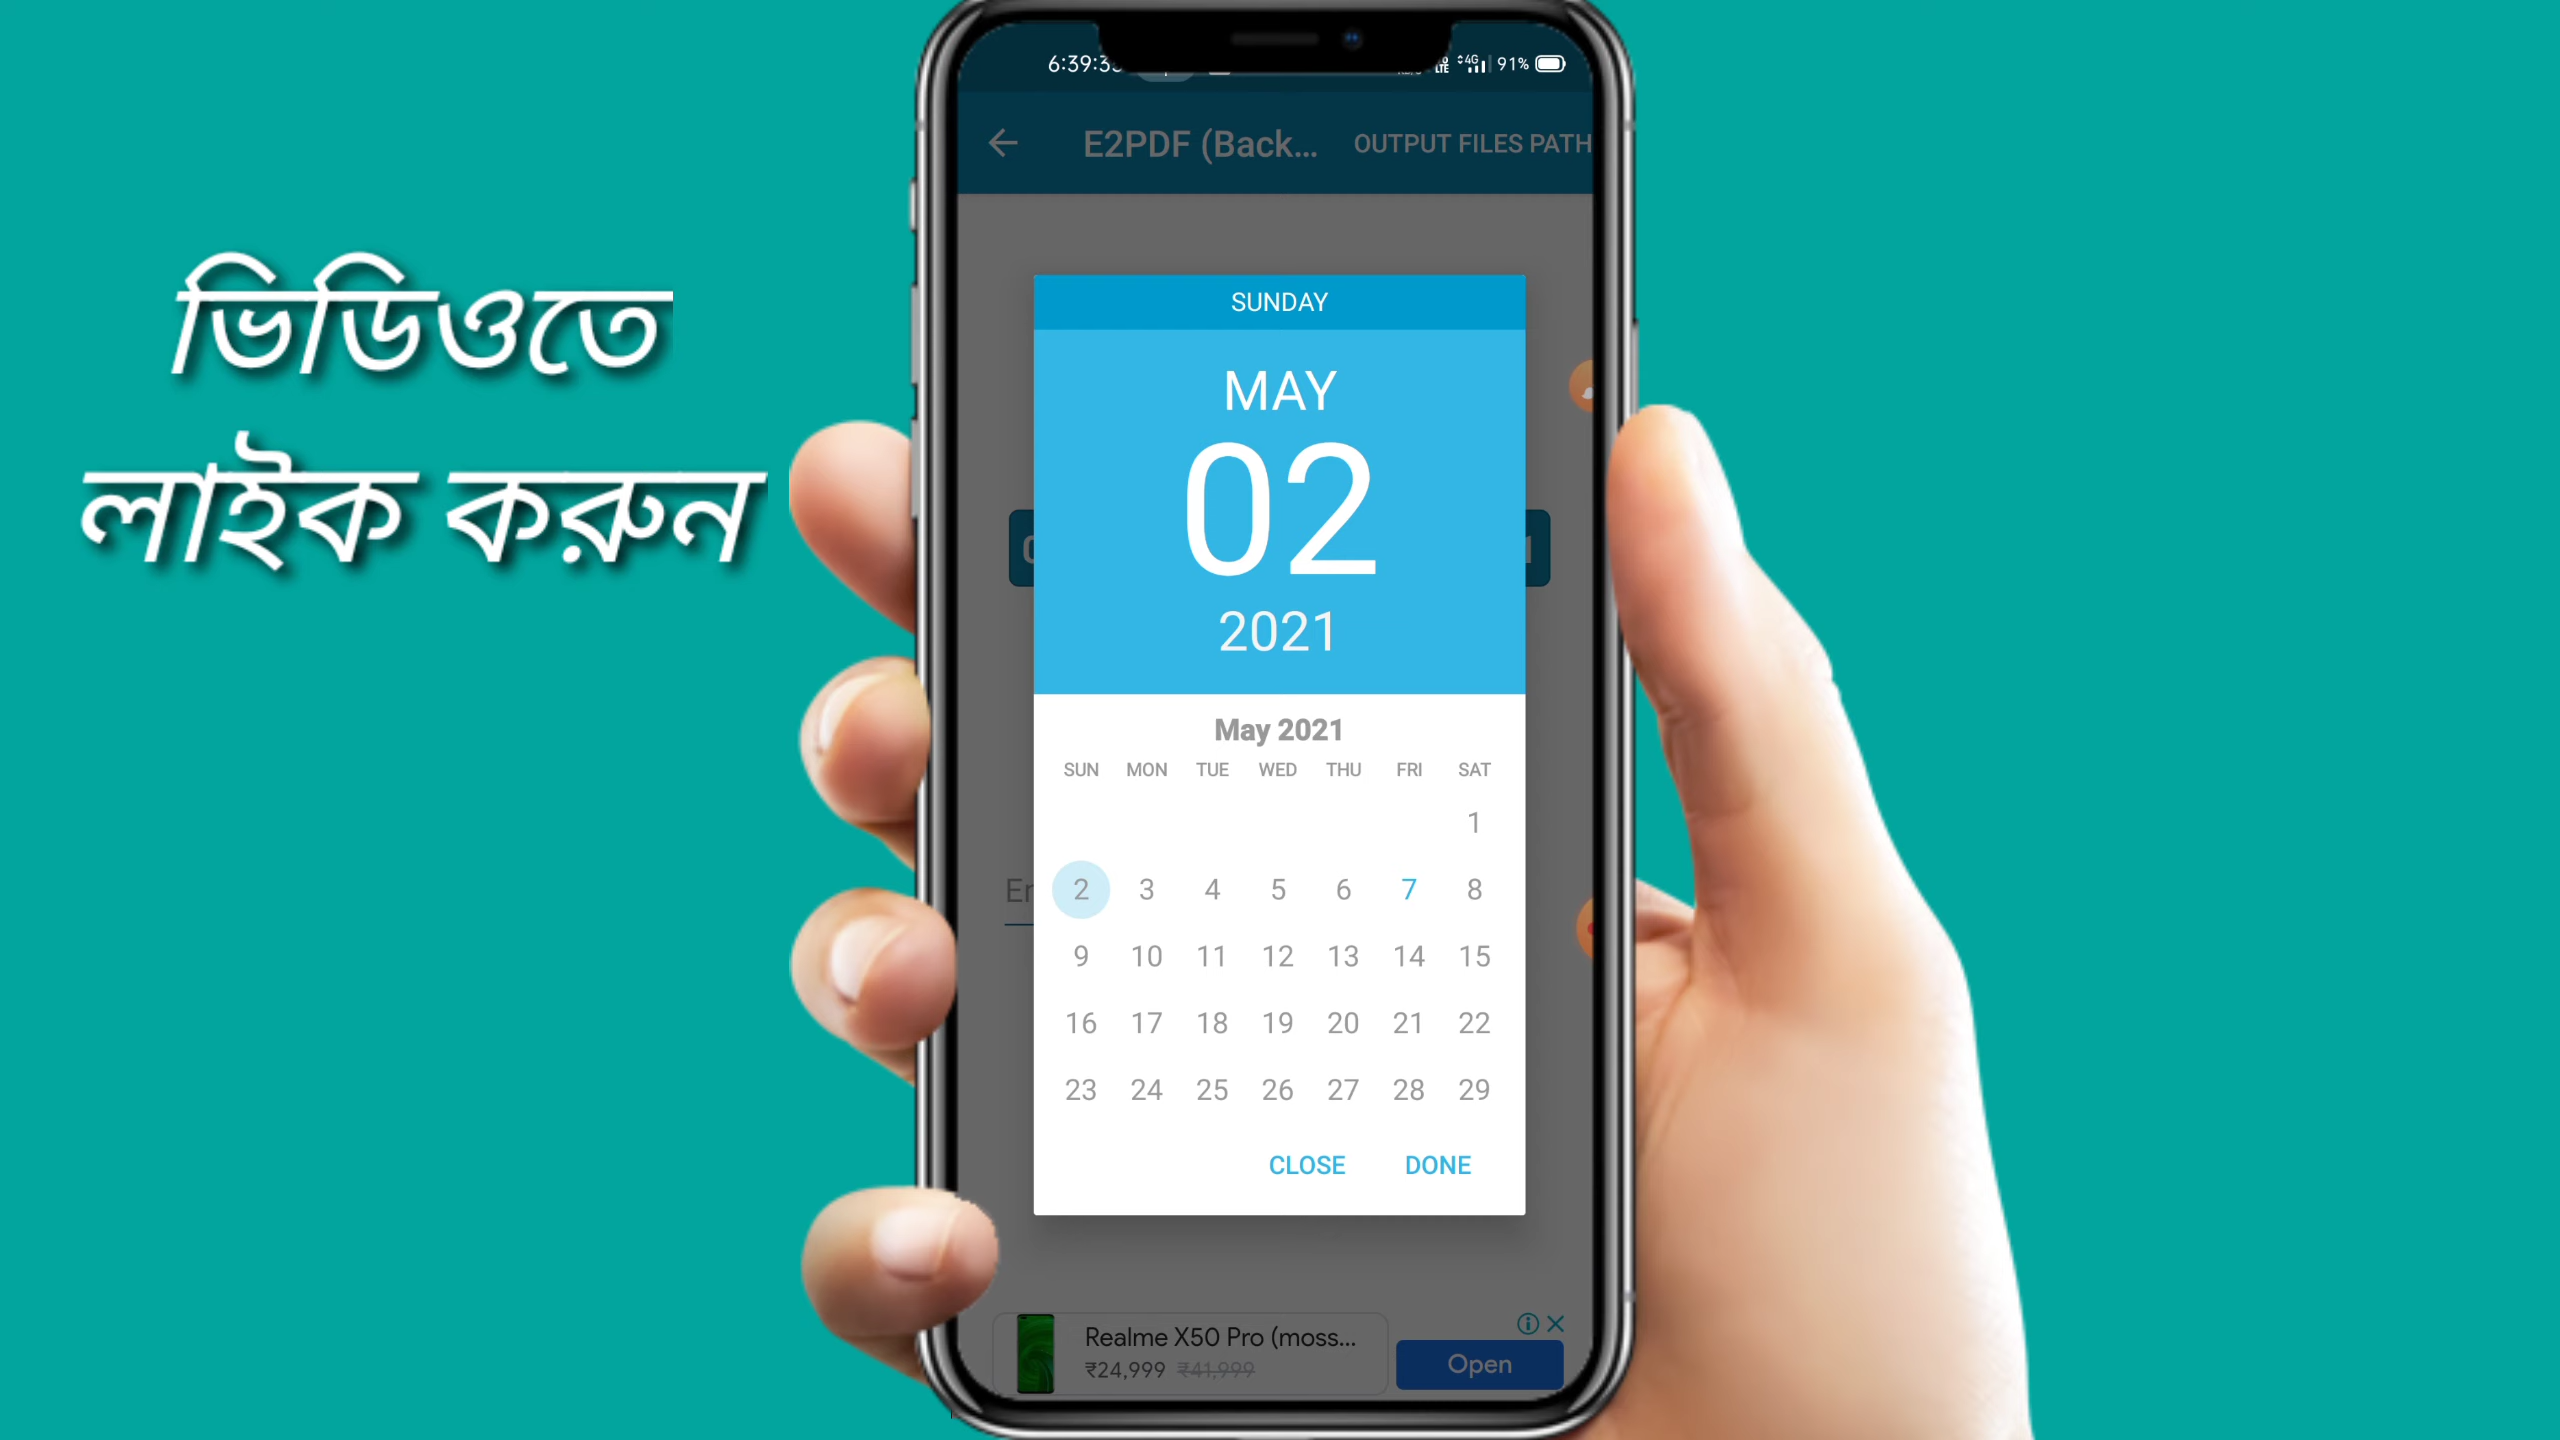 ভিডিওতে
লাইক করুন
91%
E2PDF (Back... OUTPUT FILES PATH
SUNDAY
MAY
02
2021
May 2021
SUN MON TUE WED THU FRI SAT
1
2 3 4 5 6 7 8
9 10 11 12 13 14 15
16 17 18 19 20 21 22
23 24 25 26 27 28 29
CLOSE DONE
Realme X50 Pro (moss...
₹24,999 ₹41,999
Open